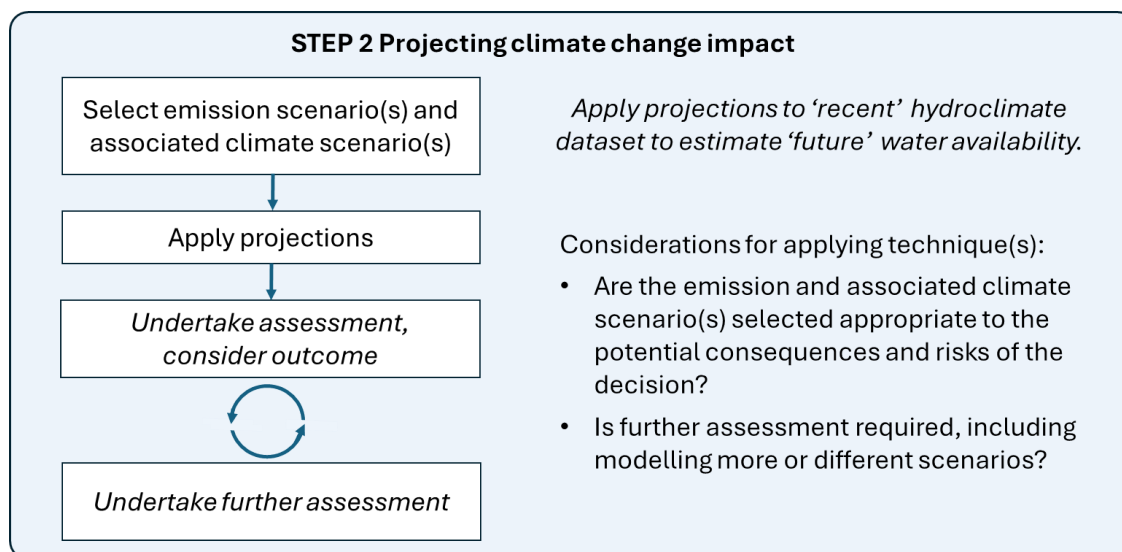 STEP 2 Projecting climate change impact
Select emission scenario(s) and
associated climate scenario(s)
Apply projections
Undertake assessment,
consider outcome
Undertake further assessment
Apply projections to ‘recent’ hydroclimate
dataset to estimate ‘future’ water availability.
Considerations for applying technique(s):
• Are the emission and associated climate
scenario(s) selected appropriate to the
potential consequences and risks of the
decision?
• Is further assessment required, including
modelling more or different scenarios?